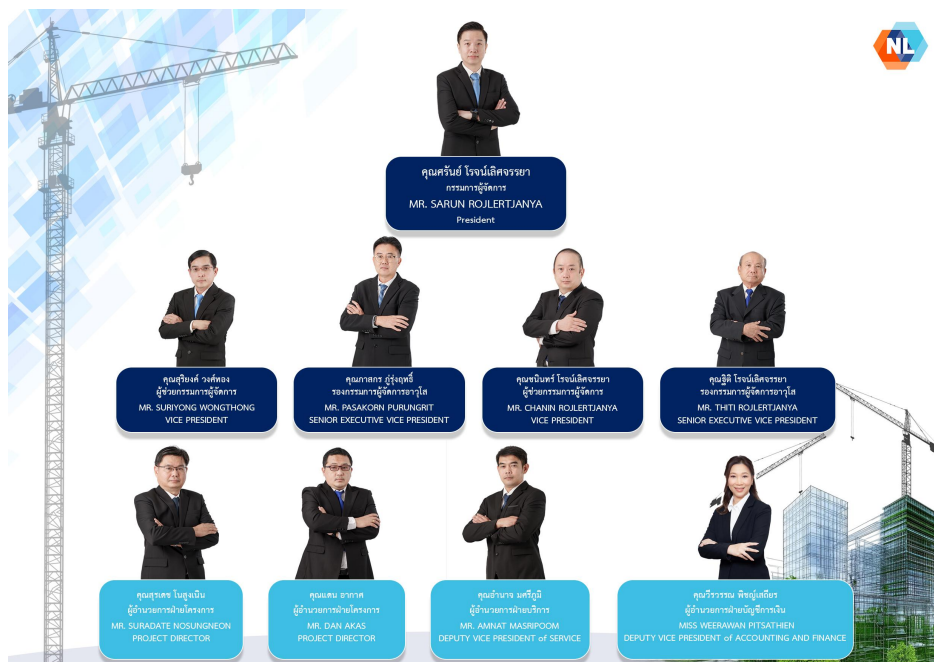 NL
คุณศรัณย์ โรจน์เลิศจรรยา
กรรมการผู้จัดการ
MR. SARUN ROJLERTJANYA
President
คุณสุริยงค์ วงศ์ทอง
ผู้ช่วยกรรมการผู้จัดการ
MR. SURIYONG WONGTHONG
VICE PRESIDENT
คุณภาสกร ภู่รุ่งฤทธิ์
รองกรรมการผู้จัดการอาวุโส
MR. PASAKORN PURUNGRIT
SENIOR EXECUTIVE VICE PRESIDENT
คุณชนินทร์ โรจน์เลิศจรรยา
ผู้ช่วยกรรมการผู้จัดการ
MR. CHANIN ROJLERTJANYA
VICE PRESIDENT
คุณฐิติ โรจน์เลิศจรรยา
รองกรรมการผู้จัดการอาวุโส
MR. THITI ROJLERTJANYA
SENIOR EXECUTIVE VICE PRESIDENT
คุณสุรเดช โนสูงเนิน
ผู้อำนวยการฝ่ายโครงการ
MR. SURADATE NOSUNGNEON
PROJECT DIRECTOR
คุณแดน อากาศ
ผู้อำนวยการฝ่ายโครงการ
MR. DAN AKAS
PROJECT DIRECTOR
คุณอำนาจ มศรีภูมิ
ผู้อำนวยการฝ่ายบริการ
MR. AMNAT MASRIPOOM
DEPUTY VICE PRESIDENT of SERVICE
คุณวีรวรรณ พิชญ์เสถียร
ผู้อำนวยการฝ่ายบัญชีการเงิน
MISS WEERAWAN PITSATHIEN
DEPUTY VICE PRESIDENT of ACCOUNTING AND FINANCE